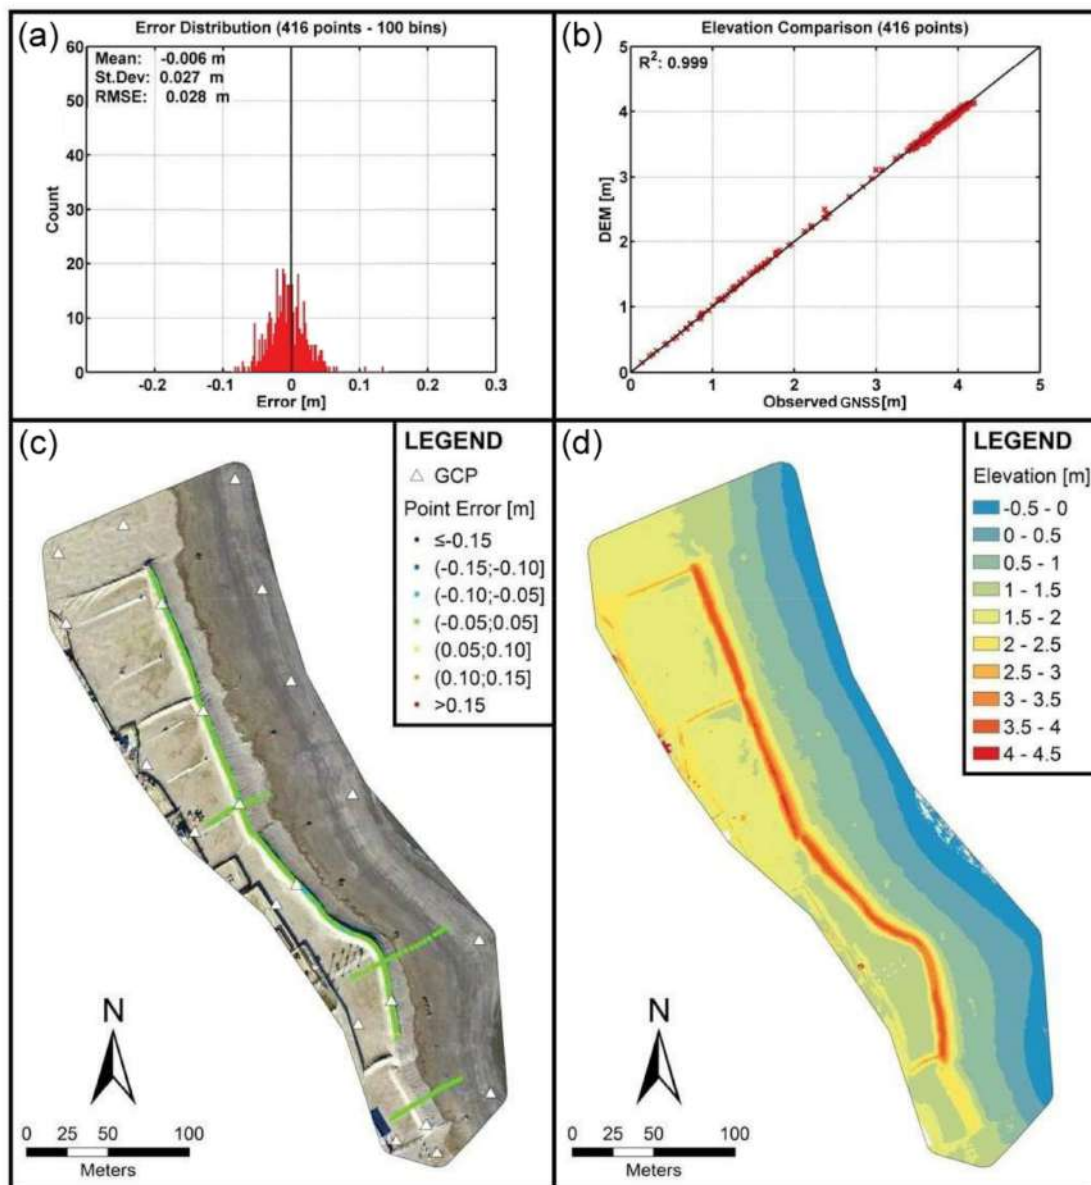 (a)
Error Distribution (416 points - 100 bins)
Mean: -0.006 m
St.Dev: 0.027 m
RMSE: 0.028 m
60
50
40
30
20
10
0
Count
-0.2 -0.1 0 0.1 0.2 0.3
Error [m]
(b)
Elevation Comparison (416 points)
R²: 0.999
5
4
3
2
1
0
DEM [m]
0 1 2 3 4 5
Observed GNSS[m]
(c)
LEGEND
GCP
Point Error [m]
≤-0.15
(-0.15;-0.10]
(-0.10;-0.05]
(-0.05;0.05]
(0.05;0.10]
(0.10;0.15]
>0.15
N
0 25 50 100
Meters
(d)
LEGEND
Elevation [m]
-0.5 - 0
0 - 0.5
0.5 - 1
1 - 1.5
1.5 - 2
2 - 2.5
2.5 - 3
3 - 3.5
3.5 - 4
4 - 4.5
N
0 25 50 100
Meters